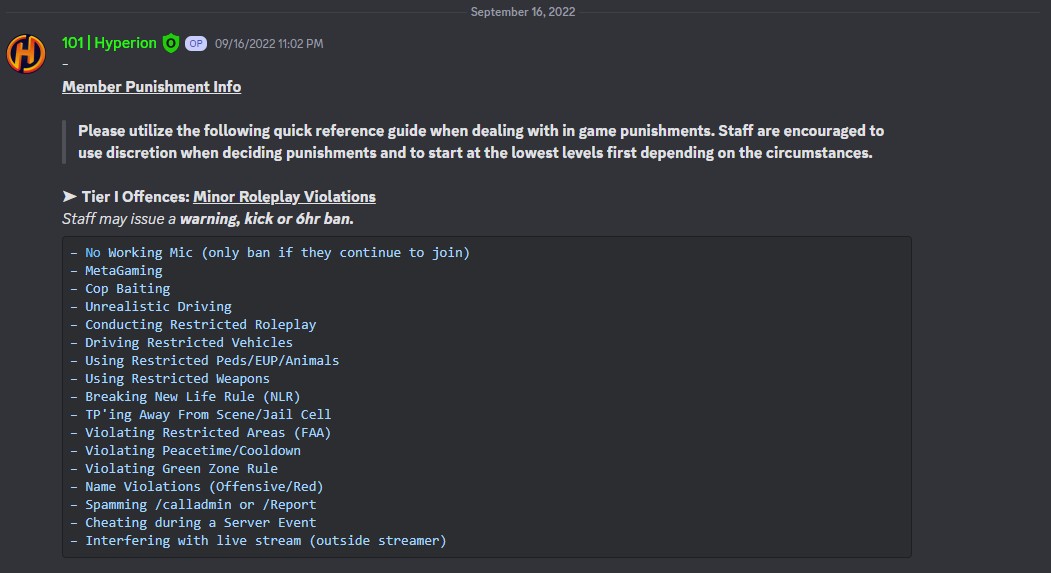 September 16, 2022
101 | Hyperion OP 09/16/2022 11:02 PM
–
Member Punishment Info
Please utilize the following quick reference guide when dealing with in game punishments. Staff are encouraged to
use discretion when deciding punishments and to start at the lowest levels first depending on the circumstances.
➤ Tier I Offences: Minor Roleplay Violations
Staff may issue a warning, kick or 6hr ban.
– No Working Mic (only ban if they continue to join)
– MetaGaming
– Cop Baiting
– Unrealistic Driving
– Conducting Restricted Roleplay
– Driving Restricted Vehicles
– Using Restricted Peds/EUP/Animals
– Using Restricted Weapons
– Breaking New Life Rule (NLR)
– TP'ing Away From Scene/Jail Cell
– Violating Restricted Areas (FAA)
– Violating Peacetime/Cooldown
– Violating Green Zone Rule
– Name Violations (Offensive/Red)
– Spamming /calladmin or /Report
– Cheating during a Server Event
– Interfering with live stream (outside streamer)